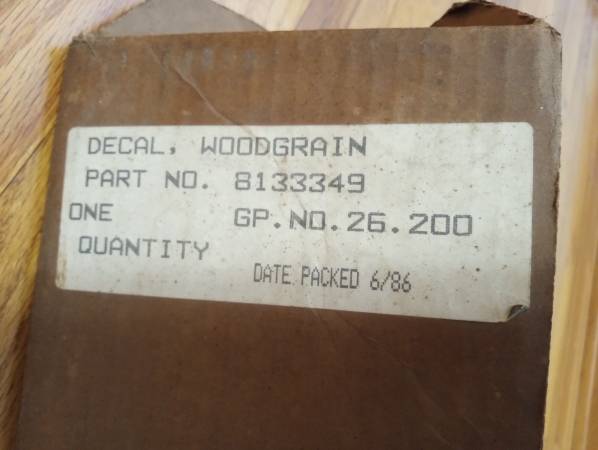 DECAL, WOODGRAIN
PART NO. 8133349
ONE GP.NO.26.200
QUANTITY
DATE PACKED 6/86